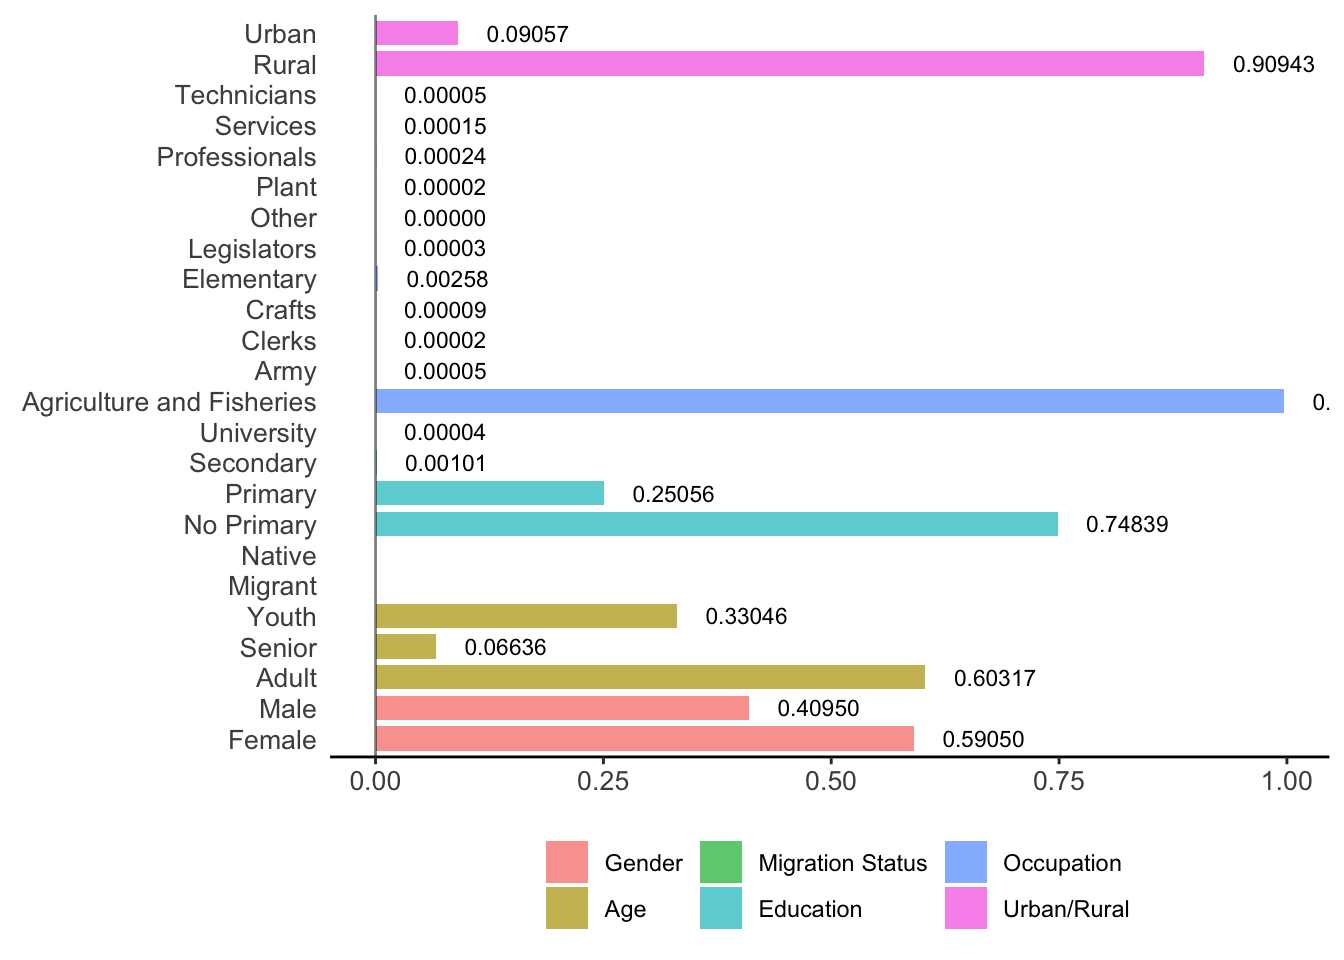 Urban 0.09057
Rural 0.90943
Technicians 0.00005
Services 0.00015
Professionals 0.00024
Plant 0.00002
Other 0.00000
Legislators 0.00003
Elementary 0.00258
Crafts 0.00009
Clerks 0.00002
Army 0.00005
Agriculture and Fisheries 0.
University 0.00004
Secondary 0.00101
Primary 0.25056
No Primary 0.74839
Native
Migrant
Youth 0.33046
Senior 0.06636
Adult 0.60317
Male 0.40950
Female 0.59050
0.00 0.25 0.50 0.75 1.00
Gender Migration Status Occupation
Age Education Urban/Rural